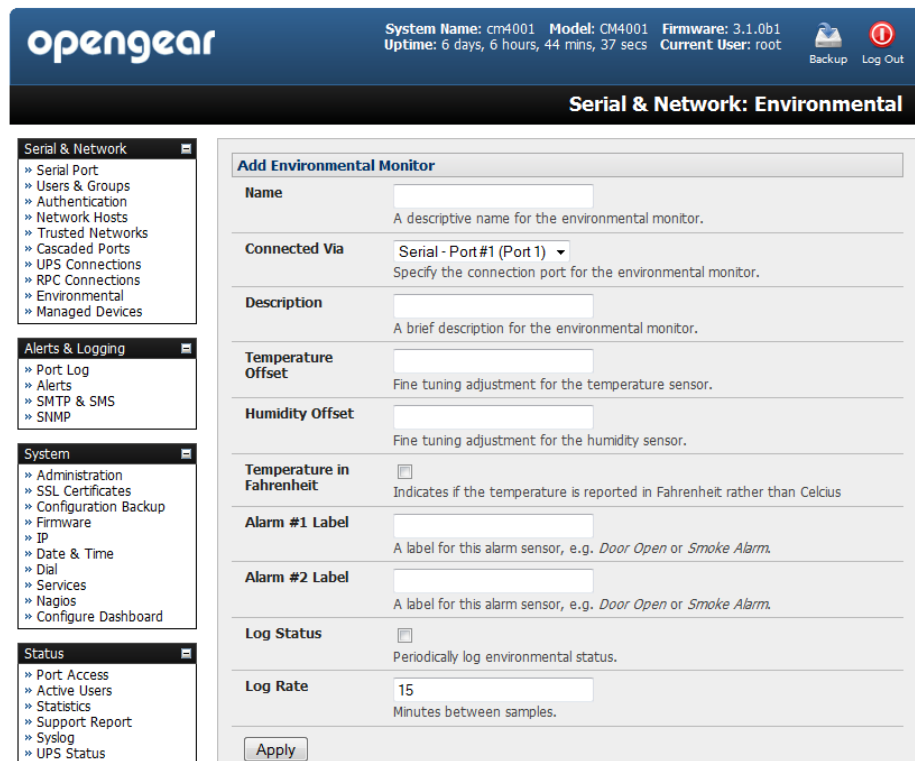 opengear
System Name: cm4001 Model: CM4001 Firmware: 3.1.0b1
Uptime: 6 days, 6 hours, 44 mins, 37 secs Current User: root
Backup Log Out
Serial & Network: Environmental
Serial & Network
» Serial Port
» Users & Groups
» Authentication
» Network Hosts
» Trusted Networks
» Cascaded Ports
» UPS Connections
» RPC Connections
» Environmental
» Managed Devices
Alerts & Logging
» Port Log
» Alerts
» SMTP & SMS
» SNMP
System
» Administration
» SSL Certificates
» Configuration Backup
» Firmware
» IP
» Date & Time
» Dial
» Services
» Nagios
» Configure Dashboard
Status
» Port Access
» Active Users
» Statistics
» Support Report
» Syslog
» UPS Status
Add Environmental Monitor
Name
A descriptive name for the environmental monitor.
Connected Via
Serial - Port #1 (Port 1)
Specify the connection port for the environmental monitor.
Description
A brief description for the environmental monitor.
Temperature
Offset
Fine tuning adjustment for the temperature sensor.
Humidity Offset
Fine tuning adjustment for the humidity sensor.
Temperature in
Fahrenheit
Indicates if the temperature is reported in Fahrenheit rather than Celcius
Alarm #1 Label
A label for this alarm sensor, e.g. Door Open or Smoke Alarm.
Alarm #2 Label
A label for this alarm sensor, e.g. Door Open or Smoke Alarm.
Log Status
Periodically log environmental status.
Log Rate
15
Minutes between samples.
Apply